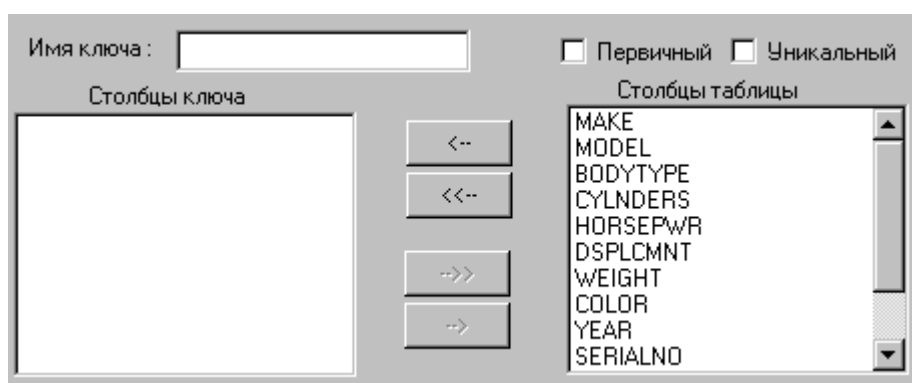 Имя ключа :
Первичный
Уникальный
Столбцы ключа
Столбцы таблицы
<--
<<--
-->>
-->
MAKE
MODEL
BODYTYPE
CYLNDERS
HORSEPWR
DSPLCMNT
WEIGHT
COLOR
YEAR
SERIALNO